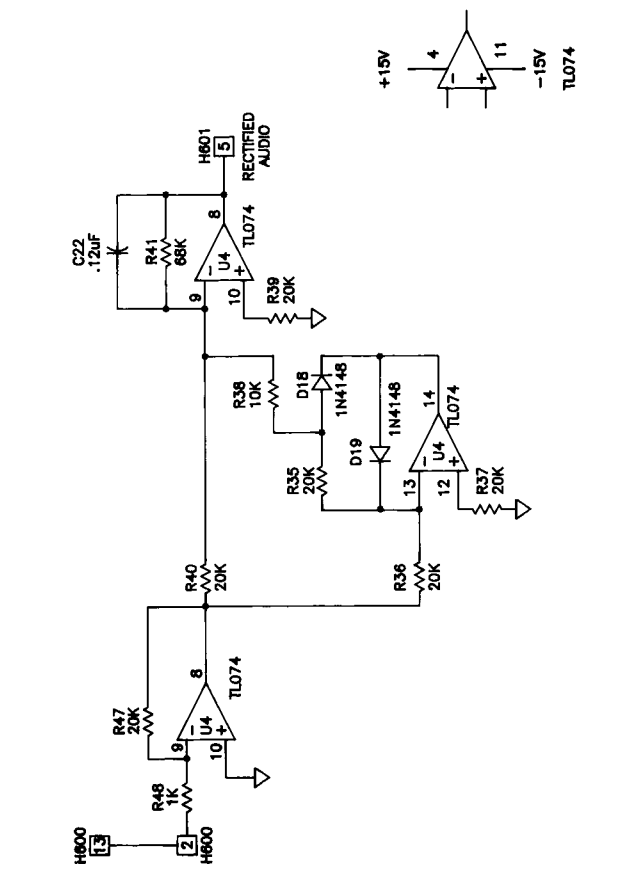 H600
13
2
H600
R48
1K
R47
20K
9
10
−
+
U4
8
TL074
R40
20K
R36
20K
R35
20K
D19
1N4148
R38
10K
D18
1N4148
13
12
−
+
U4
14
TL074
R37
20K
C22
.12uF
R41
68K
9
10
−
+
U4
8
TL074
R39
20K
H601
5
RECTIFIED
AUDIO
+15V
4
−
+
11
−15V
TL074